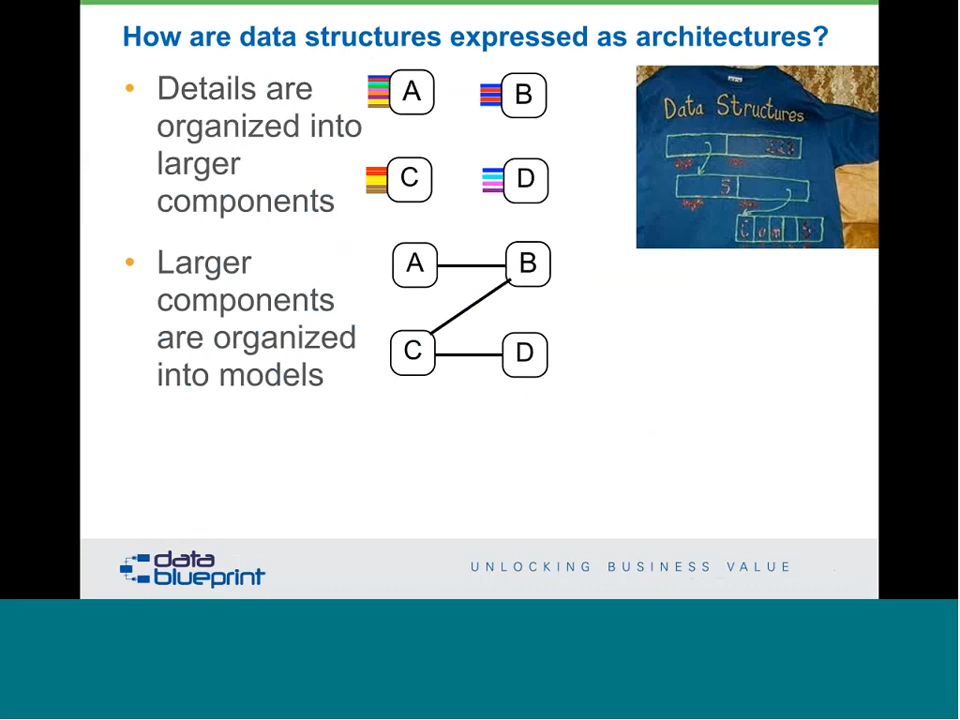 How are data structures expressed as architectures?
• Details are
organized into
larger
components
A
B
C
D
Data Structures
5
• Larger
components
are organized
into models
A
B
C
D
data
blueprint
UNLOCKING BUSINESS VALUE